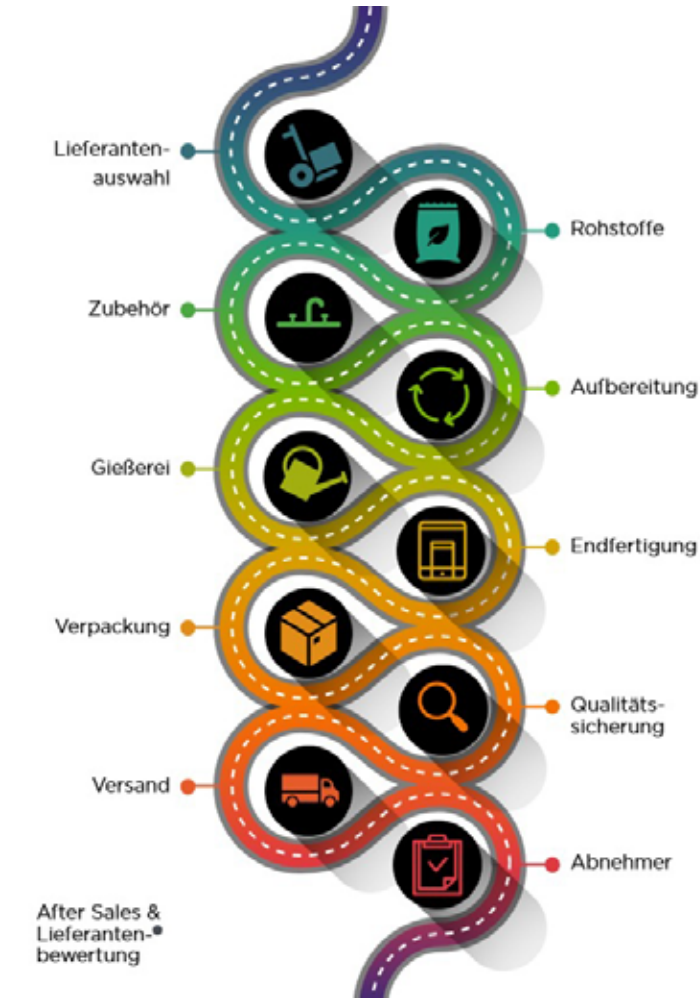 Lieferanten-
auswahl
Rohstoffe
Zubehör
Aufbereitung
Gießerei
Endfertigung
Verpackung
Qualitäts-
sicherung
Versand
Abnehmer
After Sales &
Lieferanten-
bewertung